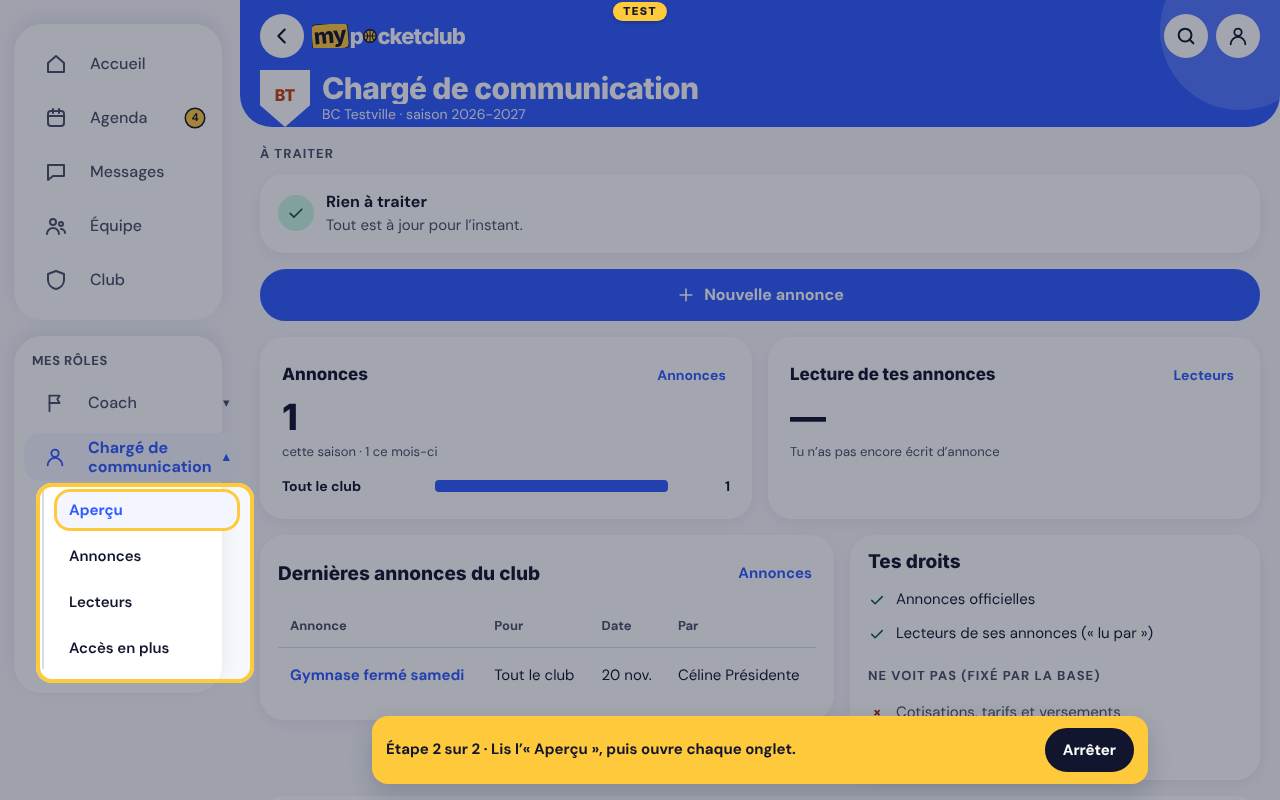 TEST
myp cketclub
Chargé de communication
BT
BC Testville · saison 2026-2027
Accueil
Agenda
4
Messages
Équipe
Club
MES RÔLES
Coach
Chargé de
communication
Aperçu
Annonces
Lecteurs
Accès en plus
À TRAITER
Rien à traiter
Tout est à jour pour l’instant.
Nouvelle annonce
Annonces
Annonces
1
cette saison · 1 ce mois-ci
Tout le club
1
Lecture de tes annonces
Lecteurs
—
Tu n’as pas encore écrit d’annonce
Dernières annonces du club
Annonces
Annonce Pour Date Par
Gymnase fermé samedi Tout le club 20 nov. Céline Présidente
Tes droits
Annonces officielles
Lecteurs de ses annonces (« lu par »)
NE VOIT PAS (FIXÉ PAR LA BASE)
Cotisations, tarifs et versements
Étape 2 sur 2 · Lis l’« Aperçu », puis ouvre chaque onglet.
Arrêter